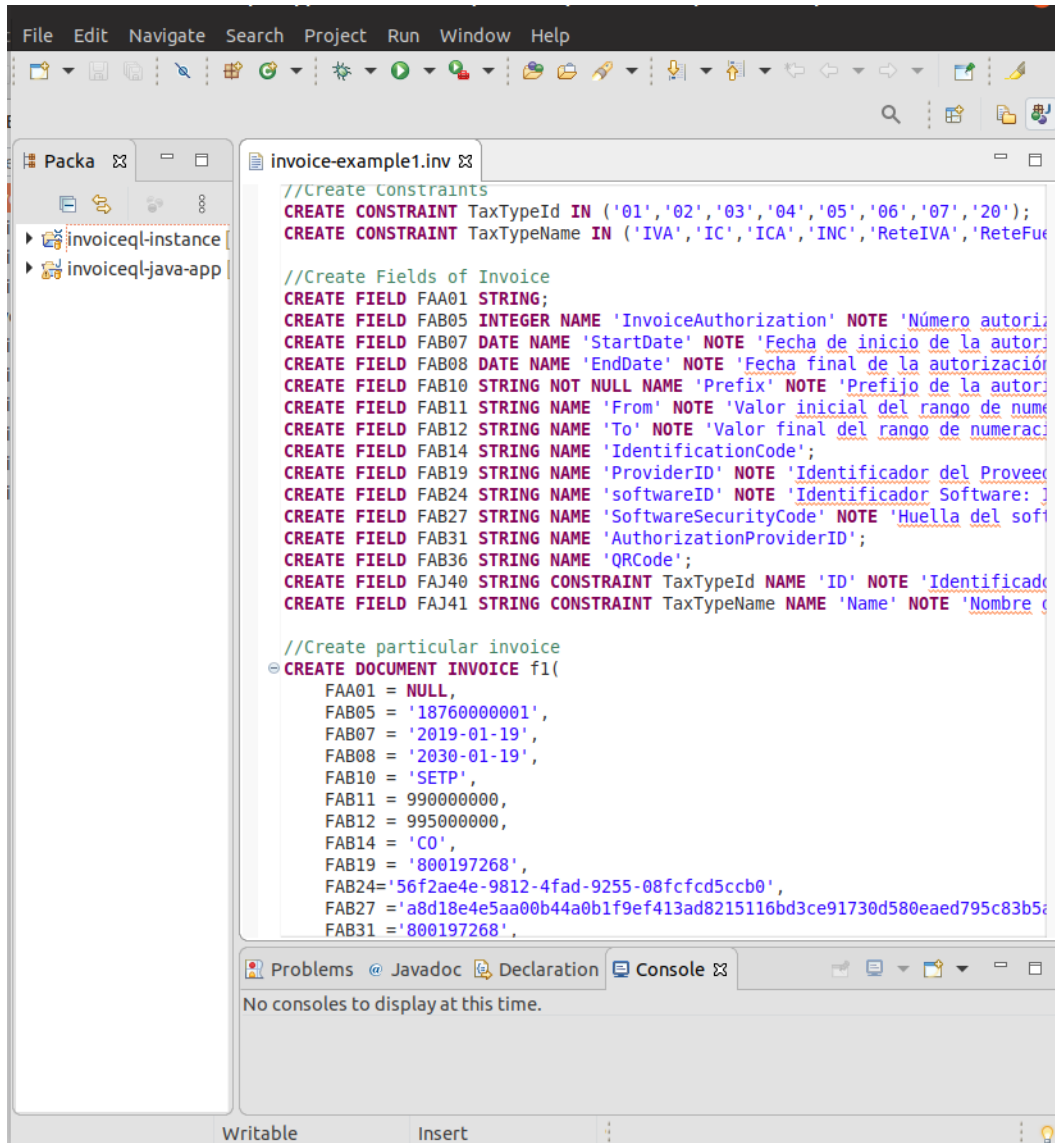 File Edit Navigate Search Project Run Window Help
Packa
invoiceql-instance [
invoiceql-java-app [
invoice-example1.inv
//Create Constraints
CREATE CONSTRAINT TaxTypeId IN ('01','02','03','04','05','06','07','20');
CREATE CONSTRAINT TaxTypeName IN ('IVA','IC','ICA','INC','ReteIVA','ReteFue
//Create Fields of Invoice
CREATE FIELD FAA01 STRING;
CREATE FIELD FAB05 INTEGER NAME 'InvoiceAuthorization' NOTE 'Número autoriz
CREATE FIELD FAB07 DATE NAME 'StartDate' NOTE 'Fecha de inicio de la autori
CREATE FIELD FAB08 DATE NAME 'EndDate' NOTE 'Fecha final de la autorización
CREATE FIELD FAB10 STRING NOT NULL NAME 'Prefix' NOTE 'Prefijo de la autori
CREATE FIELD FAB11 STRING NAME 'From' NOTE 'Valor inicial del rango de nume
CREATE FIELD FAB12 STRING NAME 'To' NOTE 'Valor final del rango de numeraci
CREATE FIELD FAB14 STRING NAME 'IdentificationCode';
CREATE FIELD FAB19 STRING NAME 'ProviderID' NOTE 'Identificador del Proveed
CREATE FIELD FAB24 STRING NAME 'softwareID' NOTE 'Identificador Software: I
CREATE FIELD FAB27 STRING NAME 'SoftwareSecurityCode' NOTE 'Huella del soft
CREATE FIELD FAB31 STRING NAME 'AuthorizationProviderID';
CREATE FIELD FAB36 STRING NAME 'QRCode';
CREATE FIELD FAJ40 STRING CONSTRAINT TaxTypeId NAME 'ID' NOTE 'Identificado
CREATE FIELD FAJ41 STRING CONSTRAINT TaxTypeName NAME 'Name' NOTE 'Nombre d
//Create particular invoice
CREATE DOCUMENT INVOICE f1(
FAA01 = NULL,
FAB05 = '18760000001',
FAB07 = '2019-01-19',
FAB08 = '2030-01-19',
FAB10 = 'SETP',
FAB11 = 990000000,
FAB12 = 995000000,
FAB14 = 'CO',
FAB19 = '800197268',
FAB24='56f2ae4e-9812-4fad-9255-08fcfcd5ccb0',
FAB27 ='a8d18e4e5aa00b44a0b1f9ef413ad8215116bd3ce91730d580eaed795c83b5a
FAB31 ='800197268',
Problems @ Javadoc Declaration Console
No consoles to display at this time.
Writable Insert